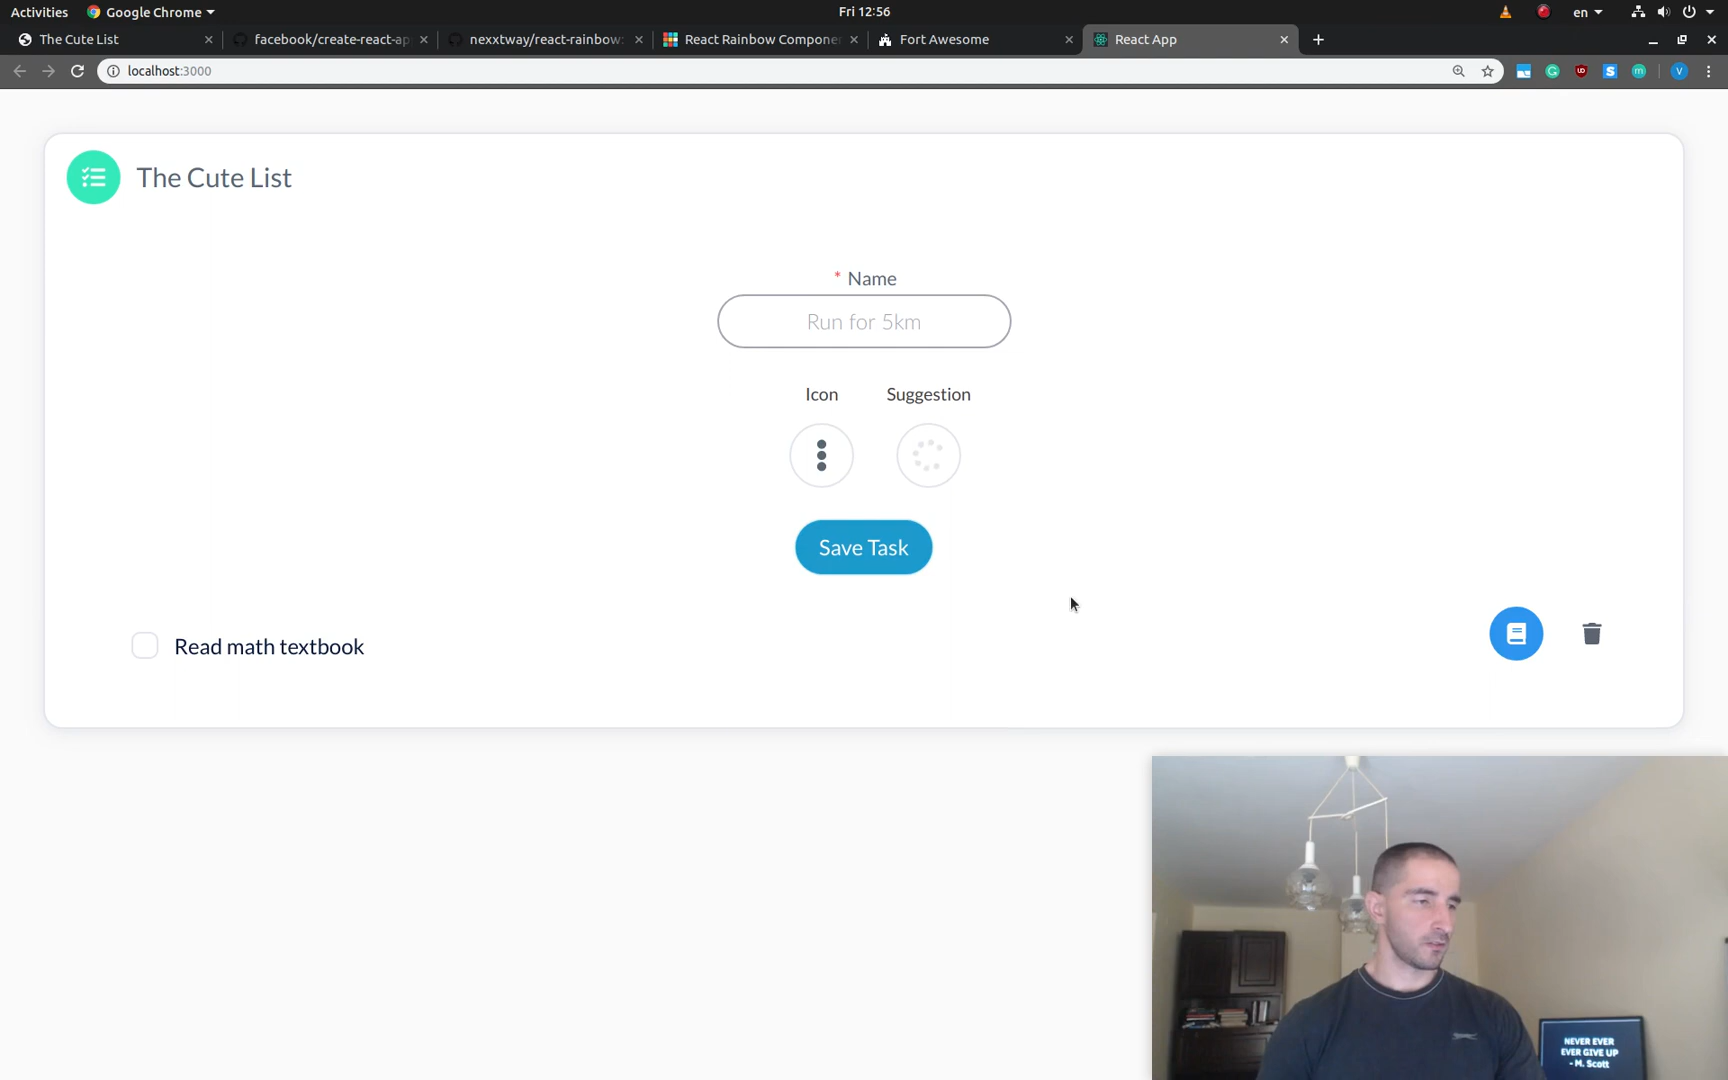 Activities Google Chrome Fri 12:56 en
The Cute List facebook/create-react-ap nexxtway/react-rainbow: React Rainbow Compone Fort Awesome React App
localhost:3000 V
The Cute List
* Name
Run for 5km
Icon Suggestion
Save Task
Read math textbook
NEVER EVER
EVER GIVE UP
- M. Scott